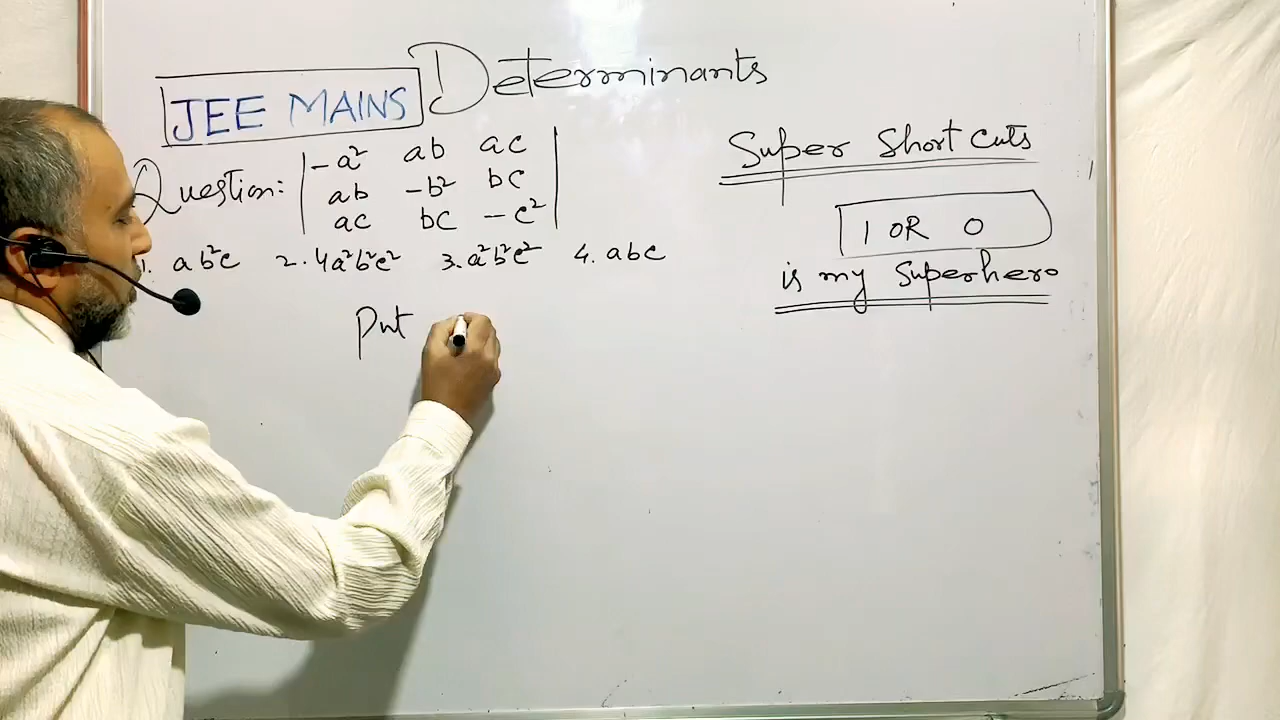 JEE MAINS Determinants
Question: | -a² ab ac |
| ab -b² bc |
| ac bc -c² |
1. ab²c 2. 4a²b²c² 3. a²b²c² 4. abc
Put
Super Short Cuts
1 OR 0
is my Superhero